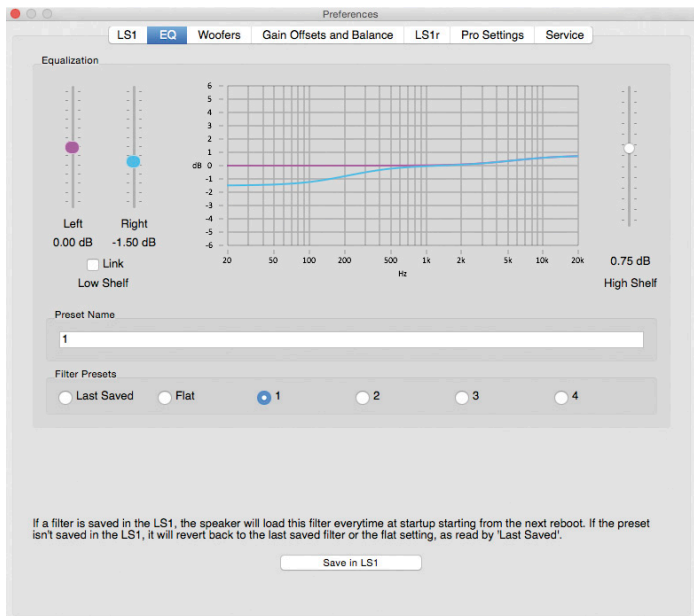 Preferences
LS1 EQ Woofers Gain Offsets and Balance LS1r Pro Settings Service
Equalization
6
5
4
3
2
1
dB 0
-1
-2
-3
-4
-5
-6
20 50 100 200 500 1k 2k 5k 10k 20k
Hz
Left Right
0.00 dB -1.50 dB
Link
Low Shelf
0.75 dB
High Shelf
Preset Name
1
Filter Presets
Last Saved Flat 1 2 3 4
If a filter is saved in the LS1, the speaker will load this filter everytime at startup starting from the next reboot. If the preset
isn't saved in the LS1, it will revert back to the last saved filter or the flat setting, as read by 'Last Saved'.
Save in LS1